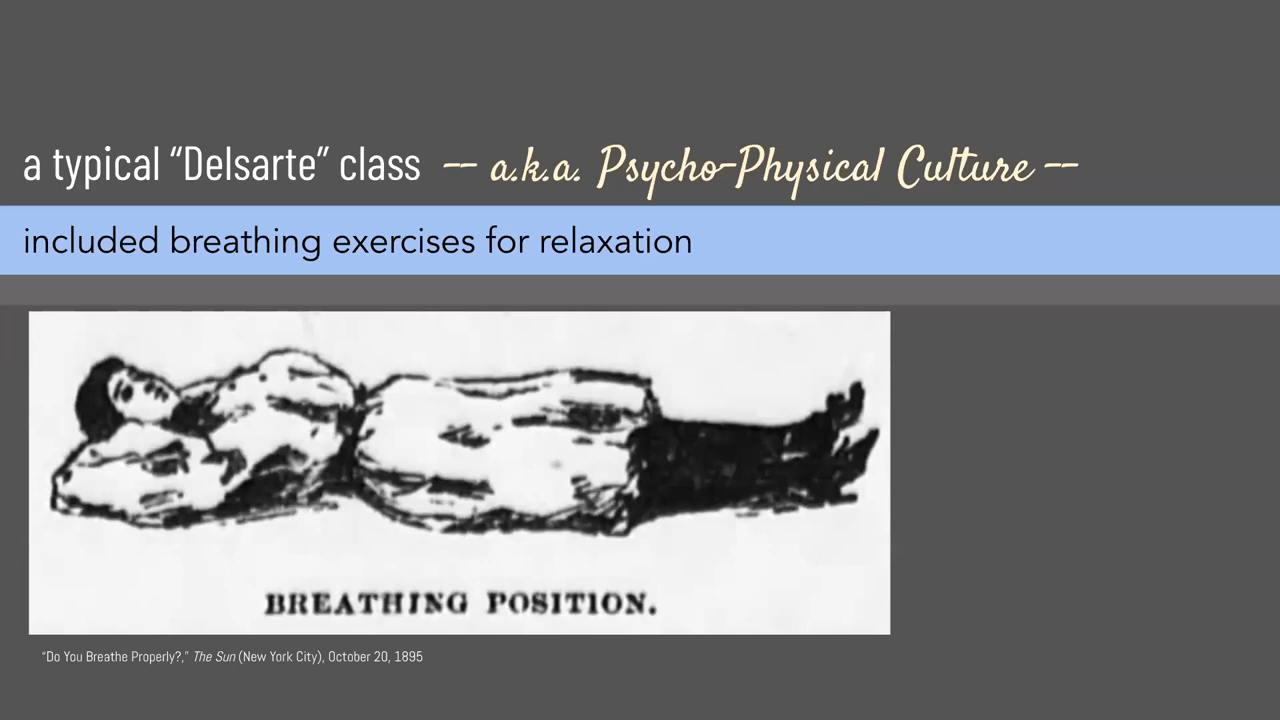 a typical “Delsarte” class -- a.k.a. Psycho-Physical Culture --
included breathing exercises for relaxation
BREATHING POSITION.
“Do You Breathe Properly?,” The Sun (New York City), October 20, 1895